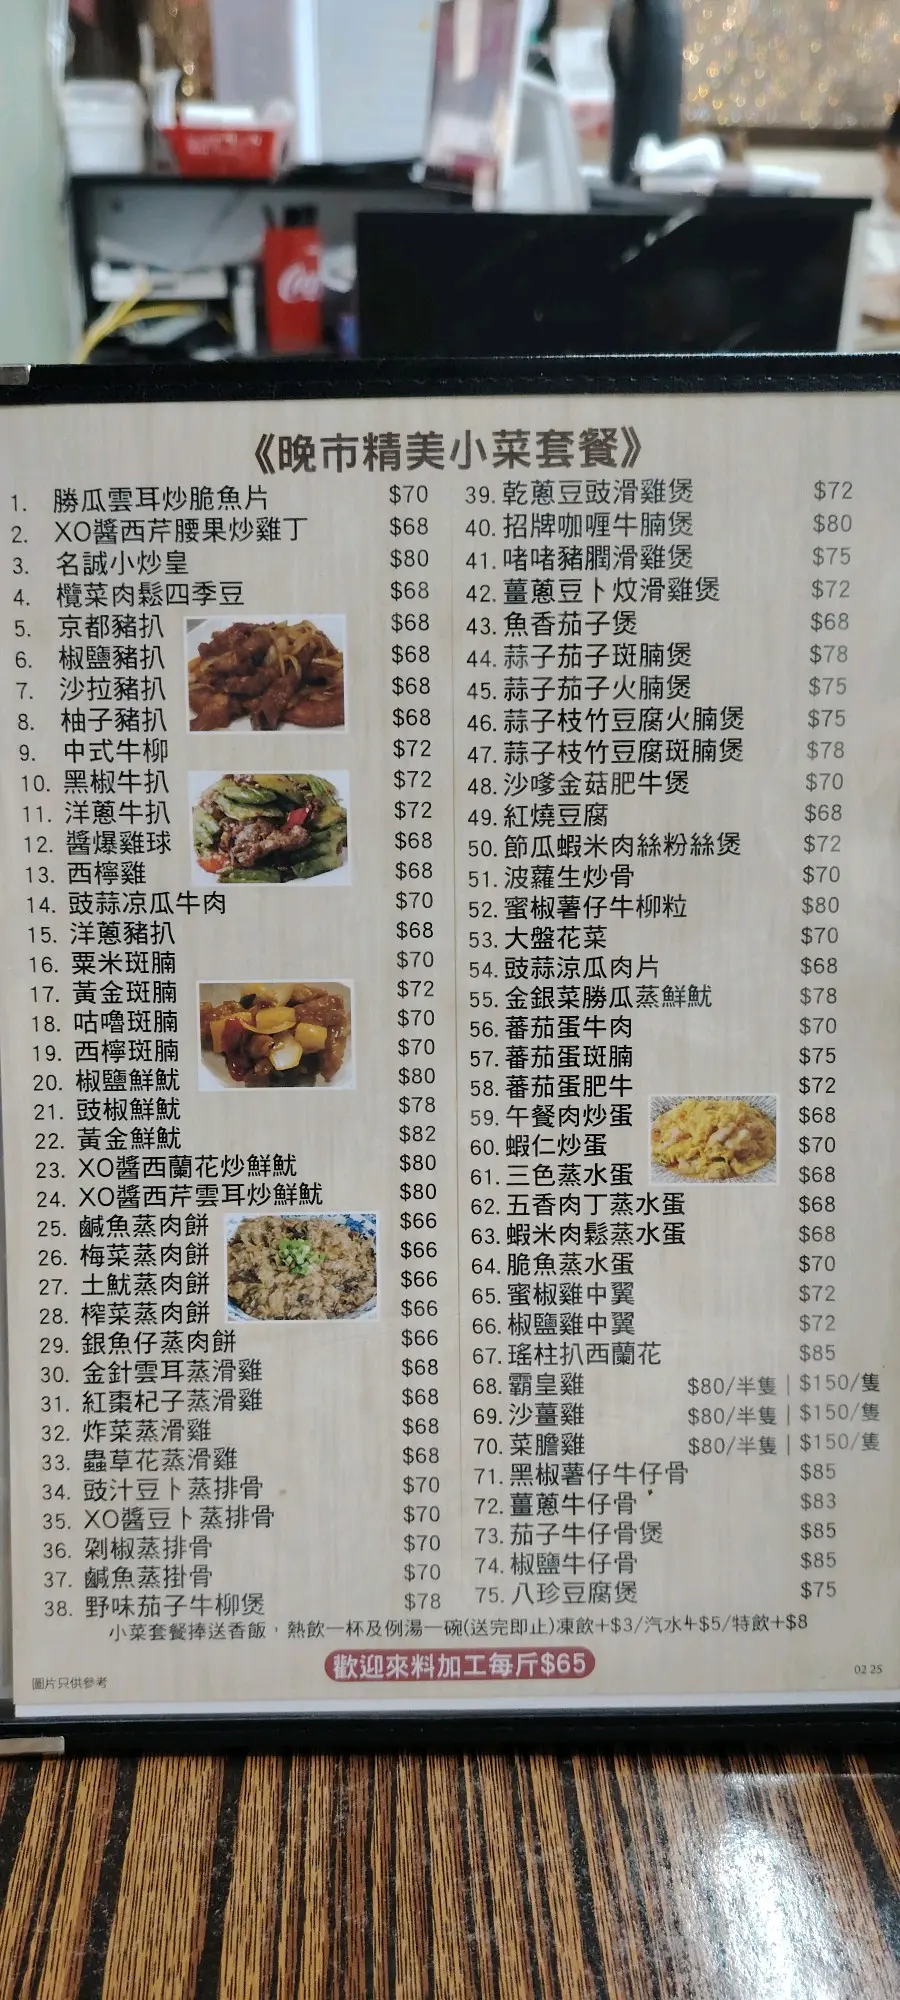 Coca
《晚市精美小菜套餐》
1. 勝瓜雲耳炒脆魚片 $70
2. XO醬西芹腰果炒雞丁 $68
3. 名誠小炒皇 $80
4. 欖菜肉鬆四季豆 $68
5. 京都豬扒 $68
6. 椒鹽豬扒 $68
7. 沙拉豬扒 $68
8. 柚子豬扒 $68
9. 中式牛柳 $72
10. 黑椒牛扒 $72
11. 洋蔥牛扒 $72
12. 醬爆雞球 $68
13. 西檸雞 $68
14. 豉蒜凉瓜牛肉 $70
15. 洋蔥豬扒 $68
16. 粟米斑腩 $70
17. 黃金斑腩 $72
18. 咕嚕斑腩 $70
19. 西檸斑腩 $70
20. 椒鹽鮮魷 $80
21. 豉椒鮮魷 $78
22. 黃金鮮魷 $82
23. XO醬西蘭花炒鮮魷 $80
24. XO醬西芹雲耳炒鮮魷 $80
25. 鹹魚蒸肉餅 $66
26. 梅菜蒸肉餅 $66
27. 土魷蒸肉餅 $66
28. 榨菜蒸肉餅 $66
29. 銀魚仔蒸肉餅 $66
30. 金針雲耳蒸滑雞 $68
31. 紅棗杞子蒸滑雞 $68
32. 炸菜蒸滑雞 $68
33. 蟲草花蒸滑雞 $68
34. 豉汁豆卜蒸排骨 $70
35. XO醬豆卜蒸排骨 $70
36. 剁椒蒸排骨 $70
37. 鹹魚蒸掛骨 $70
38. 野味茄子牛柳煲 $78
39. 乾蔥豆豉滑雞煲 $72
40. 招牌咖喱牛腩煲 $80
41. 啫啫豬膶滑雞煲 $75
42. 薑蔥豆卜炆滑雞煲 $72
43. 魚香茄子煲 $68
44. 蒜子茄子斑腩煲 $78
45. 蒜子茄子火腩煲 $75
46. 蒜子枝竹豆腐火腩煲 $75
47. 蒜子枝竹豆腐斑腩煲 $78
48. 沙嗲金菇肥牛煲 $70
49. 紅燒豆腐 $68
50. 節瓜蝦米肉絲粉絲煲 $72
51. 波蘿生炒骨 $70
52. 蜜椒薯仔牛柳粒 $80
53. 大盤花菜 $70
54. 豉蒜涼瓜肉片 $68
55. 金銀菜勝瓜蒸鮮魷 $78
56. 蕃茄蛋牛肉 $70
57. 蕃茄蛋斑腩 $75
58. 蕃茄蛋肥牛 $72
59. 午餐肉炒蛋 $68
60. 蝦仁炒蛋 $70
61. 三色蒸水蛋 $68
62. 五香肉丁蒸水蛋 $68
63. 蝦米肉鬆蒸水蛋 $68
64. 脆魚蒸水蛋 $70
65. 蜜椒雞中翼 $72
66. 椒鹽雞中翼 $72
67. 瑤柱扒西蘭花 $85
68. 霸皇雞 $80/半隻 | $150/隻
69. 沙薑雞 $80/半隻 | $150/隻
70. 菜膽雞 $80/半隻 | $150/隻
71. 黑椒薯仔牛仔骨 $85
72. 薑蔥牛仔骨 $83
73. 茄子牛仔骨煲 $85
74. 椒鹽牛仔骨 $85
75. 八珍豆腐煲 $75
小菜套餐捧送香飯，熱飲一杯及例湯一碗(送完即止)凍飲+$3/汽水+$5/特飲+$8
歡迎來料加工每斤$65
圖片只供參考
02 25